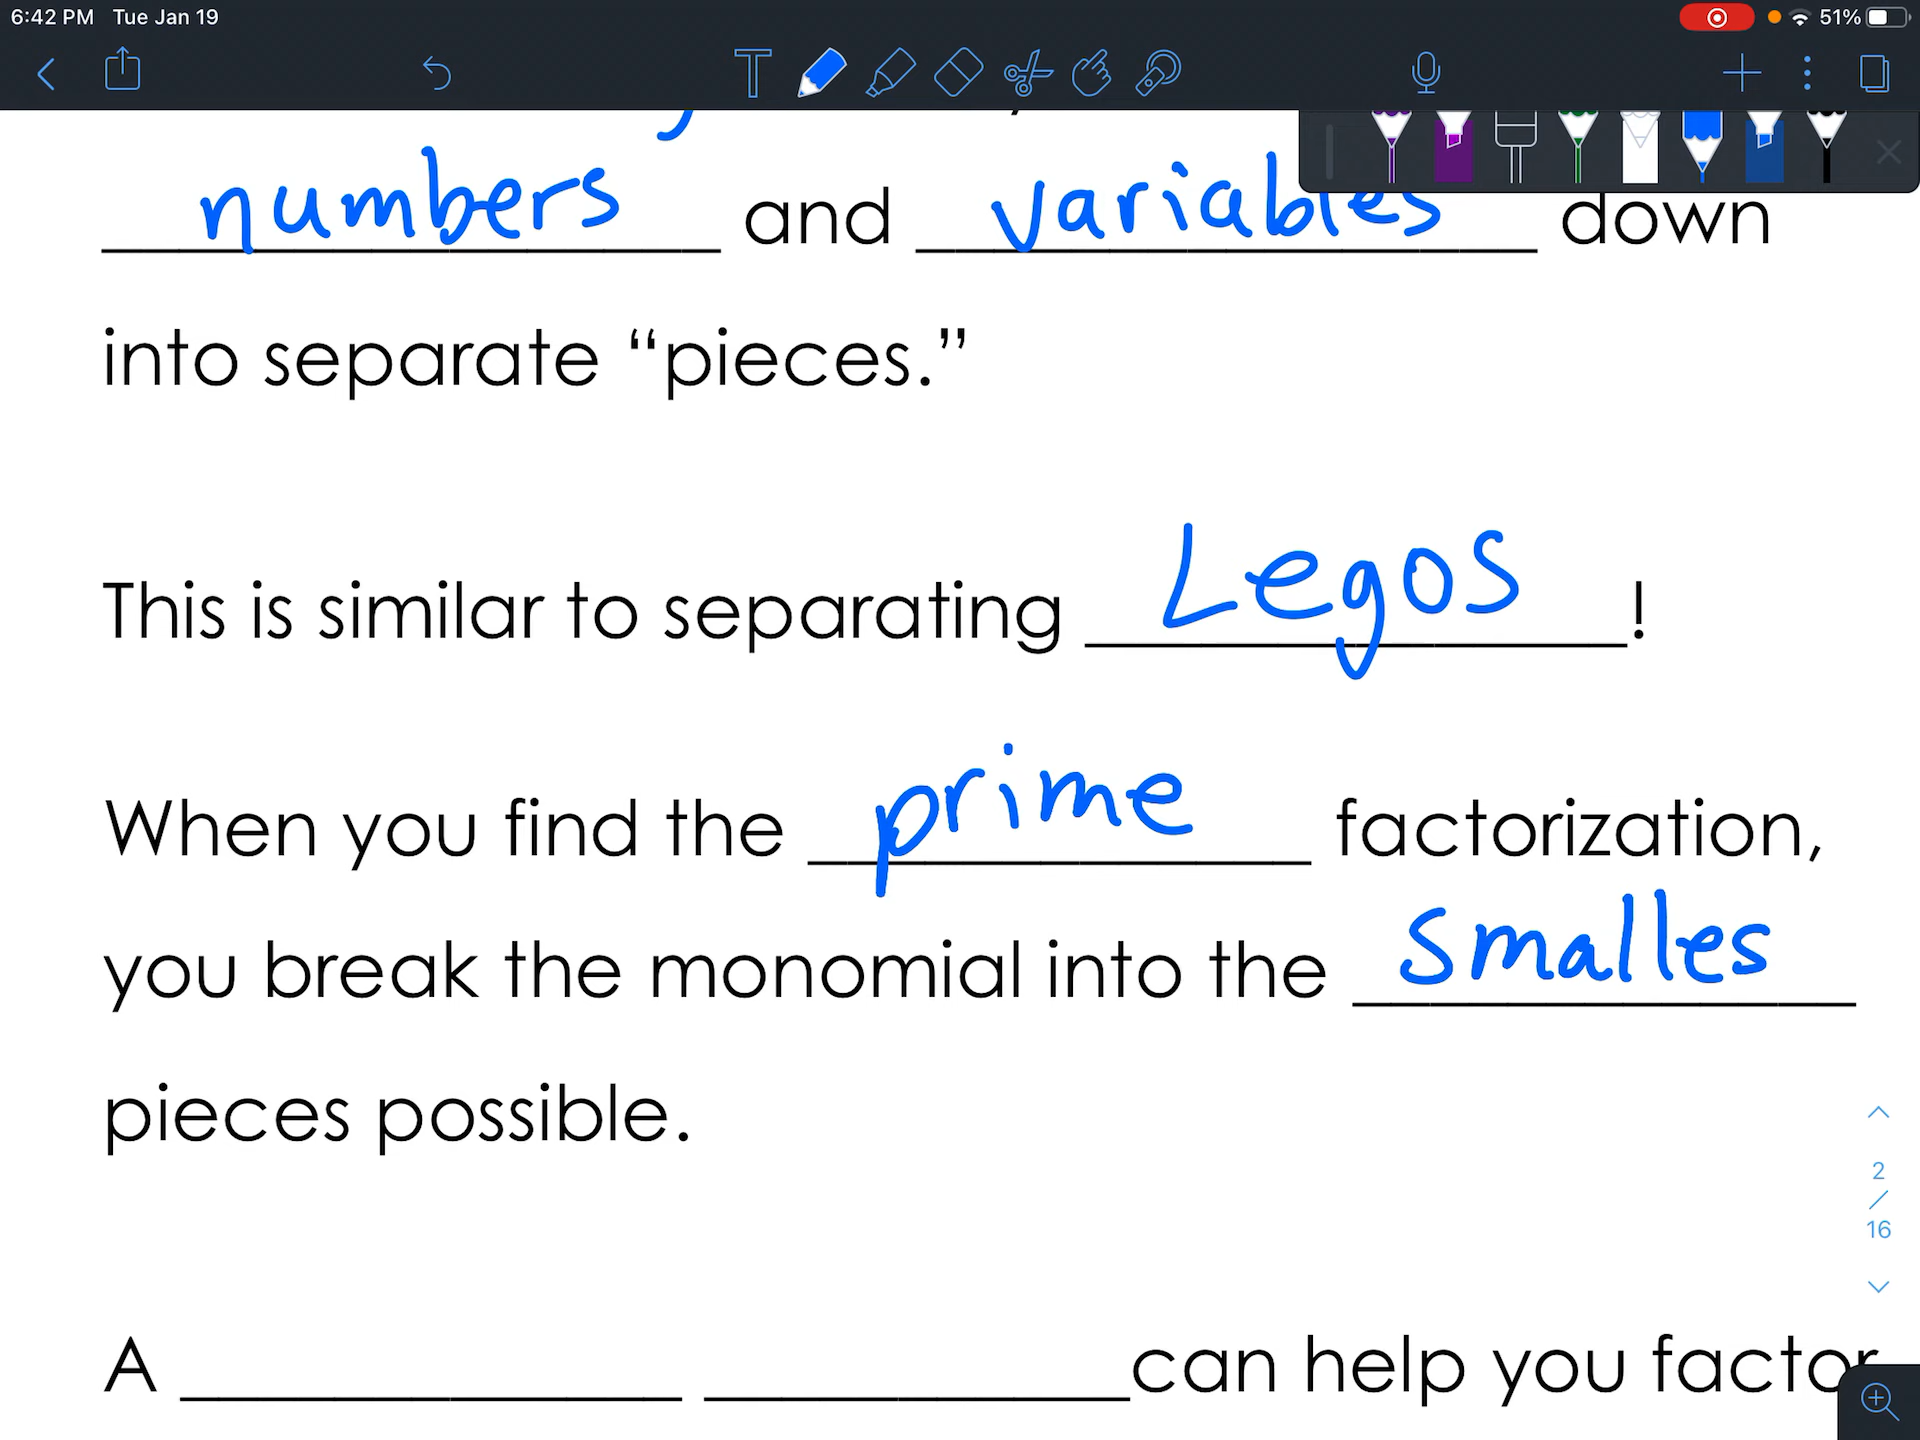 6:42 PM Tue Jan 19 51%
numbers and variables down
into separate “pieces.”
This is similar to separating Legos!
When you find the prime factorization,
you break the monomial into the smalles
pieces possible.
2
/
16
A ____________ ____________can help you factor